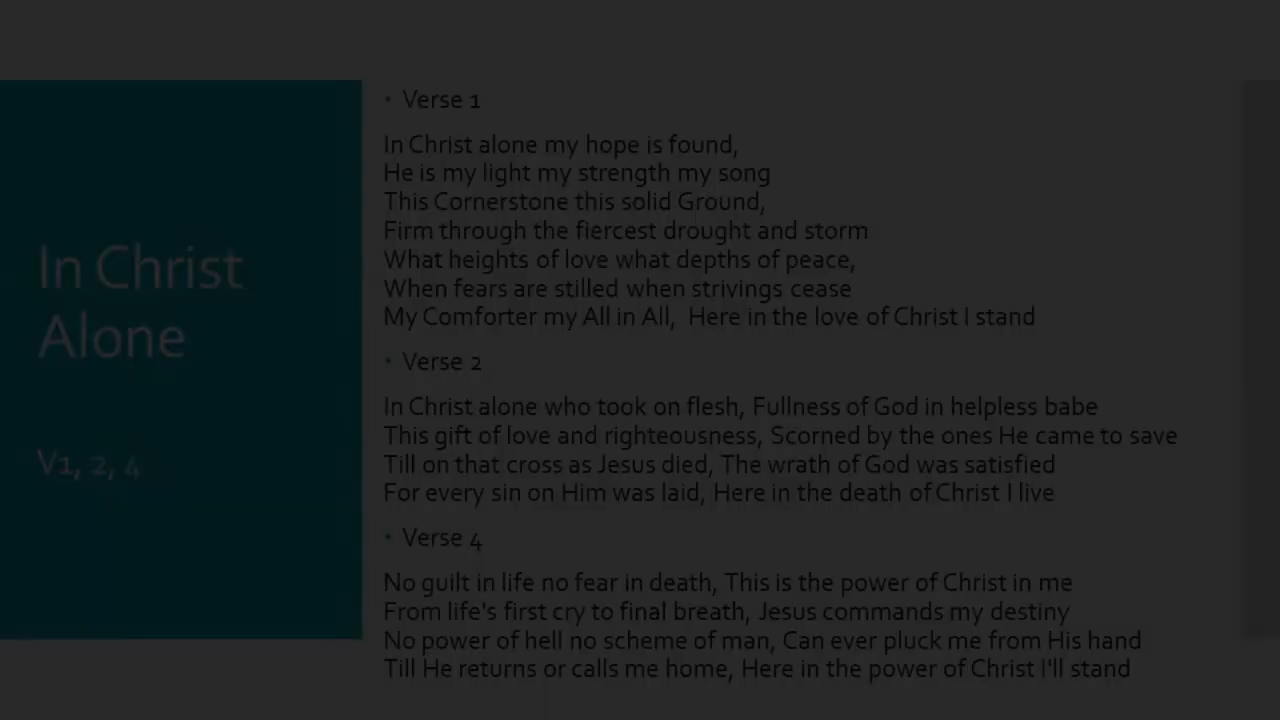 In Christ
Alone
V1, 2, 4
• Verse 1
In Christ alone my hope is found,
He is my light my strength my song
This Cornerstone this solid Ground,
Firm through the fiercest drought and storm
What heights of love what depths of peace,
When fears are stilled when strivings cease
My Comforter my All in All,  Here in the love of Christ I stand
• Verse 2
In Christ alone who took on flesh, Fullness of God in helpless babe
This gift of love and righteousness, Scorned by the ones He came to save
Till on that cross as Jesus died, The wrath of God was satisfied
For every sin on Him was laid, Here in the death of Christ I live
• Verse 4
No guilt in life no fear in death, This is the power of Christ in me
From life's first cry to final breath, Jesus commands my destiny
No power of hell no scheme of man, Can ever pluck me from His hand
Till He returns or calls me home, Here in the power of Christ I'll stand